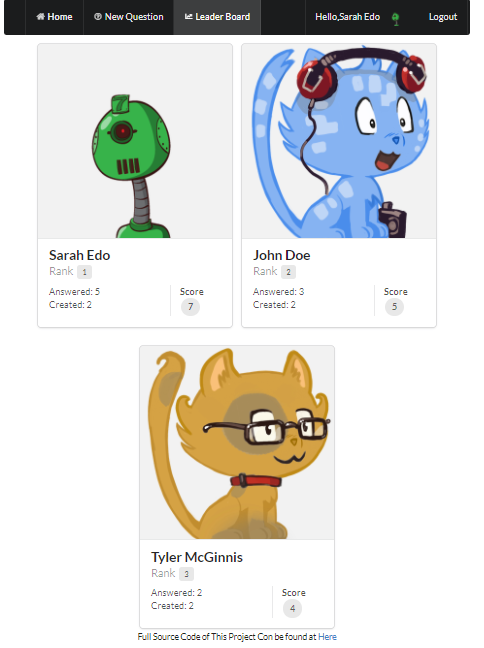 Home New Question Leader Board Hello,Sarah Edo Logout
7
Sarah Edo
Rank 1
Answered: 5
Created: 2
Score
7
John Doe
Rank 2
Answered: 3
Created: 2
Score
5
Tyler McGinnis
Rank 3
Answered: 2
Created: 2
Score
4
Full Source Code of This Project Con be found at Here